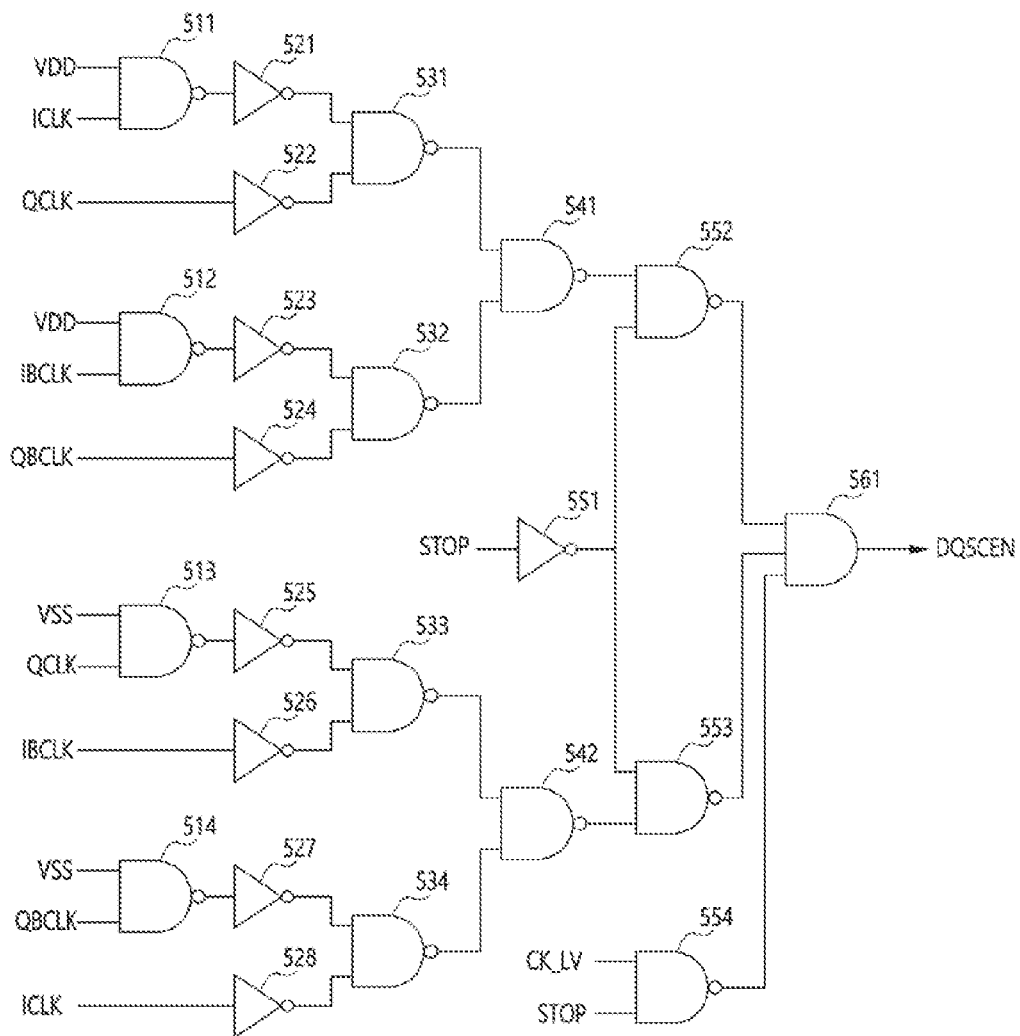 511
VDD
ICLK
521
531
522
QCLK
541
552
512
VDD
IBCLK
523
532
524
QBCLK
551
STOP
561
DQSCEN
513
VSS
QCLK
525
533
526
IBCLK
542
553
514
VSS
QBCLK
527
534
528
ICLK
554
CK_LV
STOP